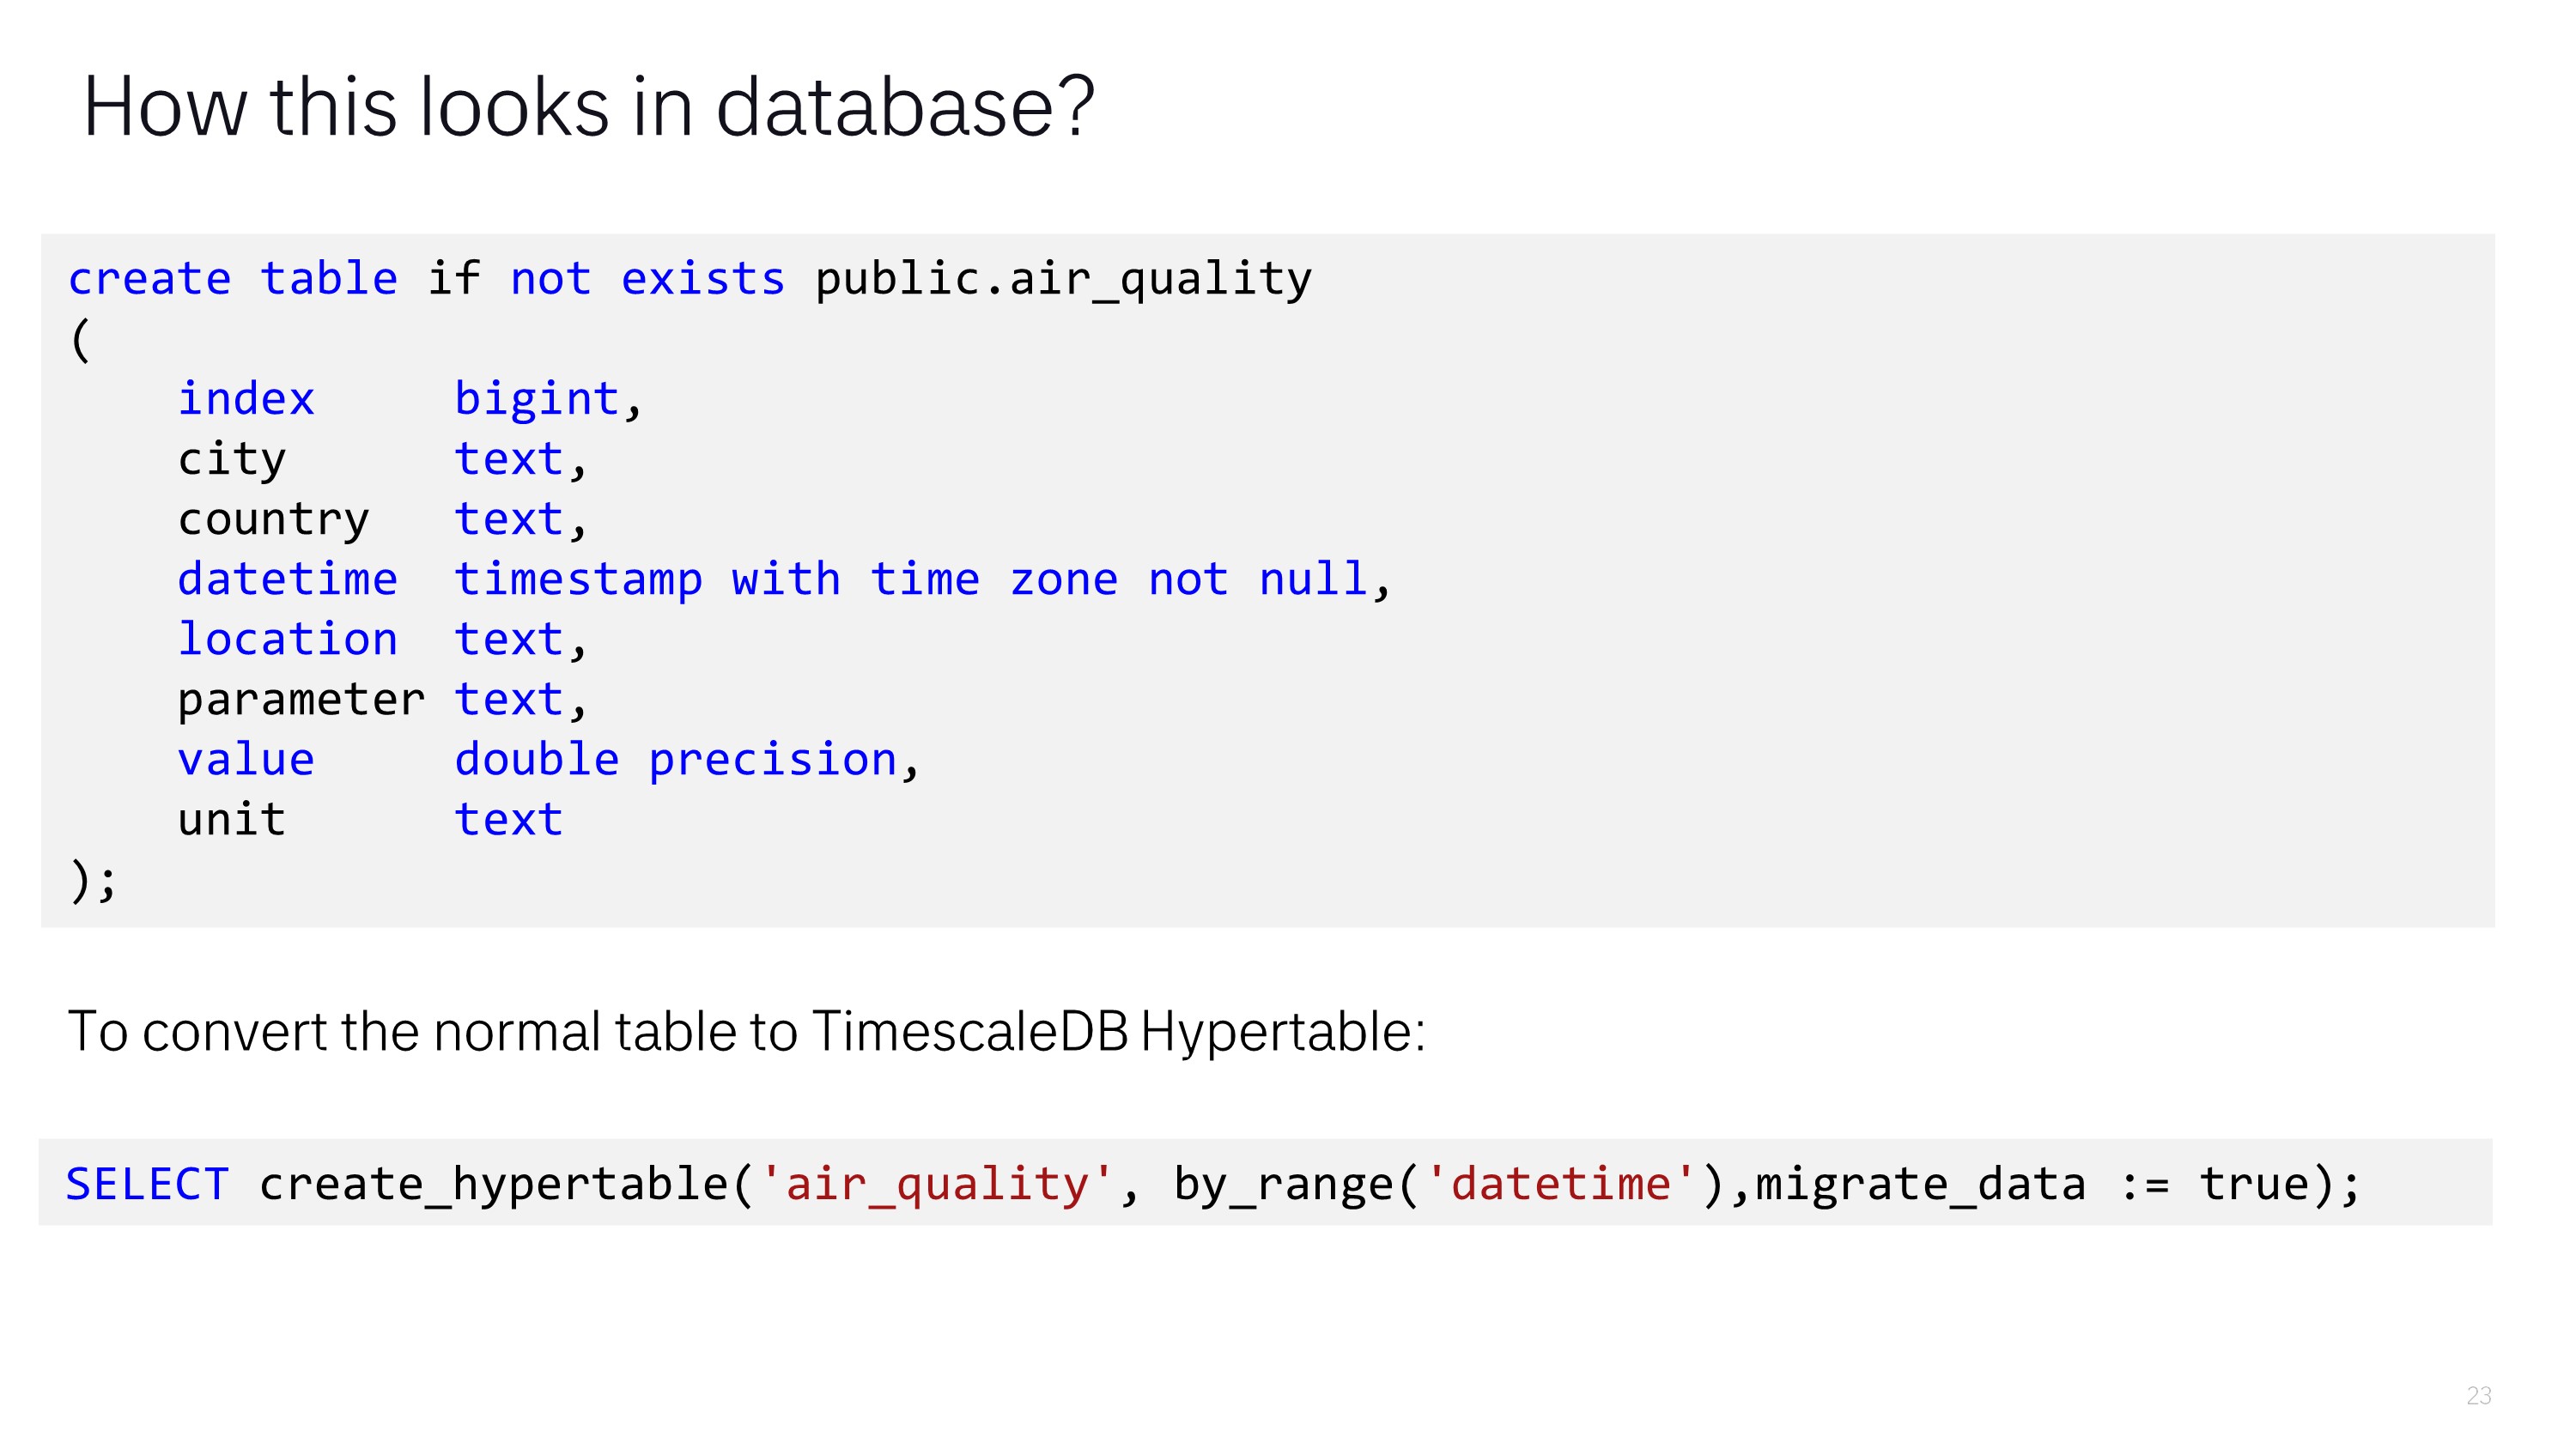 How this looks in database?
create table if not exists public.air_quality
(
    index     bigint,
    city      text,
    country   text,
    datetime  timestamp with time zone not null,
    location  text,
    parameter text,
    value     double precision,
    unit      text
);
To convert the normal table to TimescaleDB Hypertable:
SELECT create_hypertable('air_quality', by_range('datetime'),migrate_data := true);
23